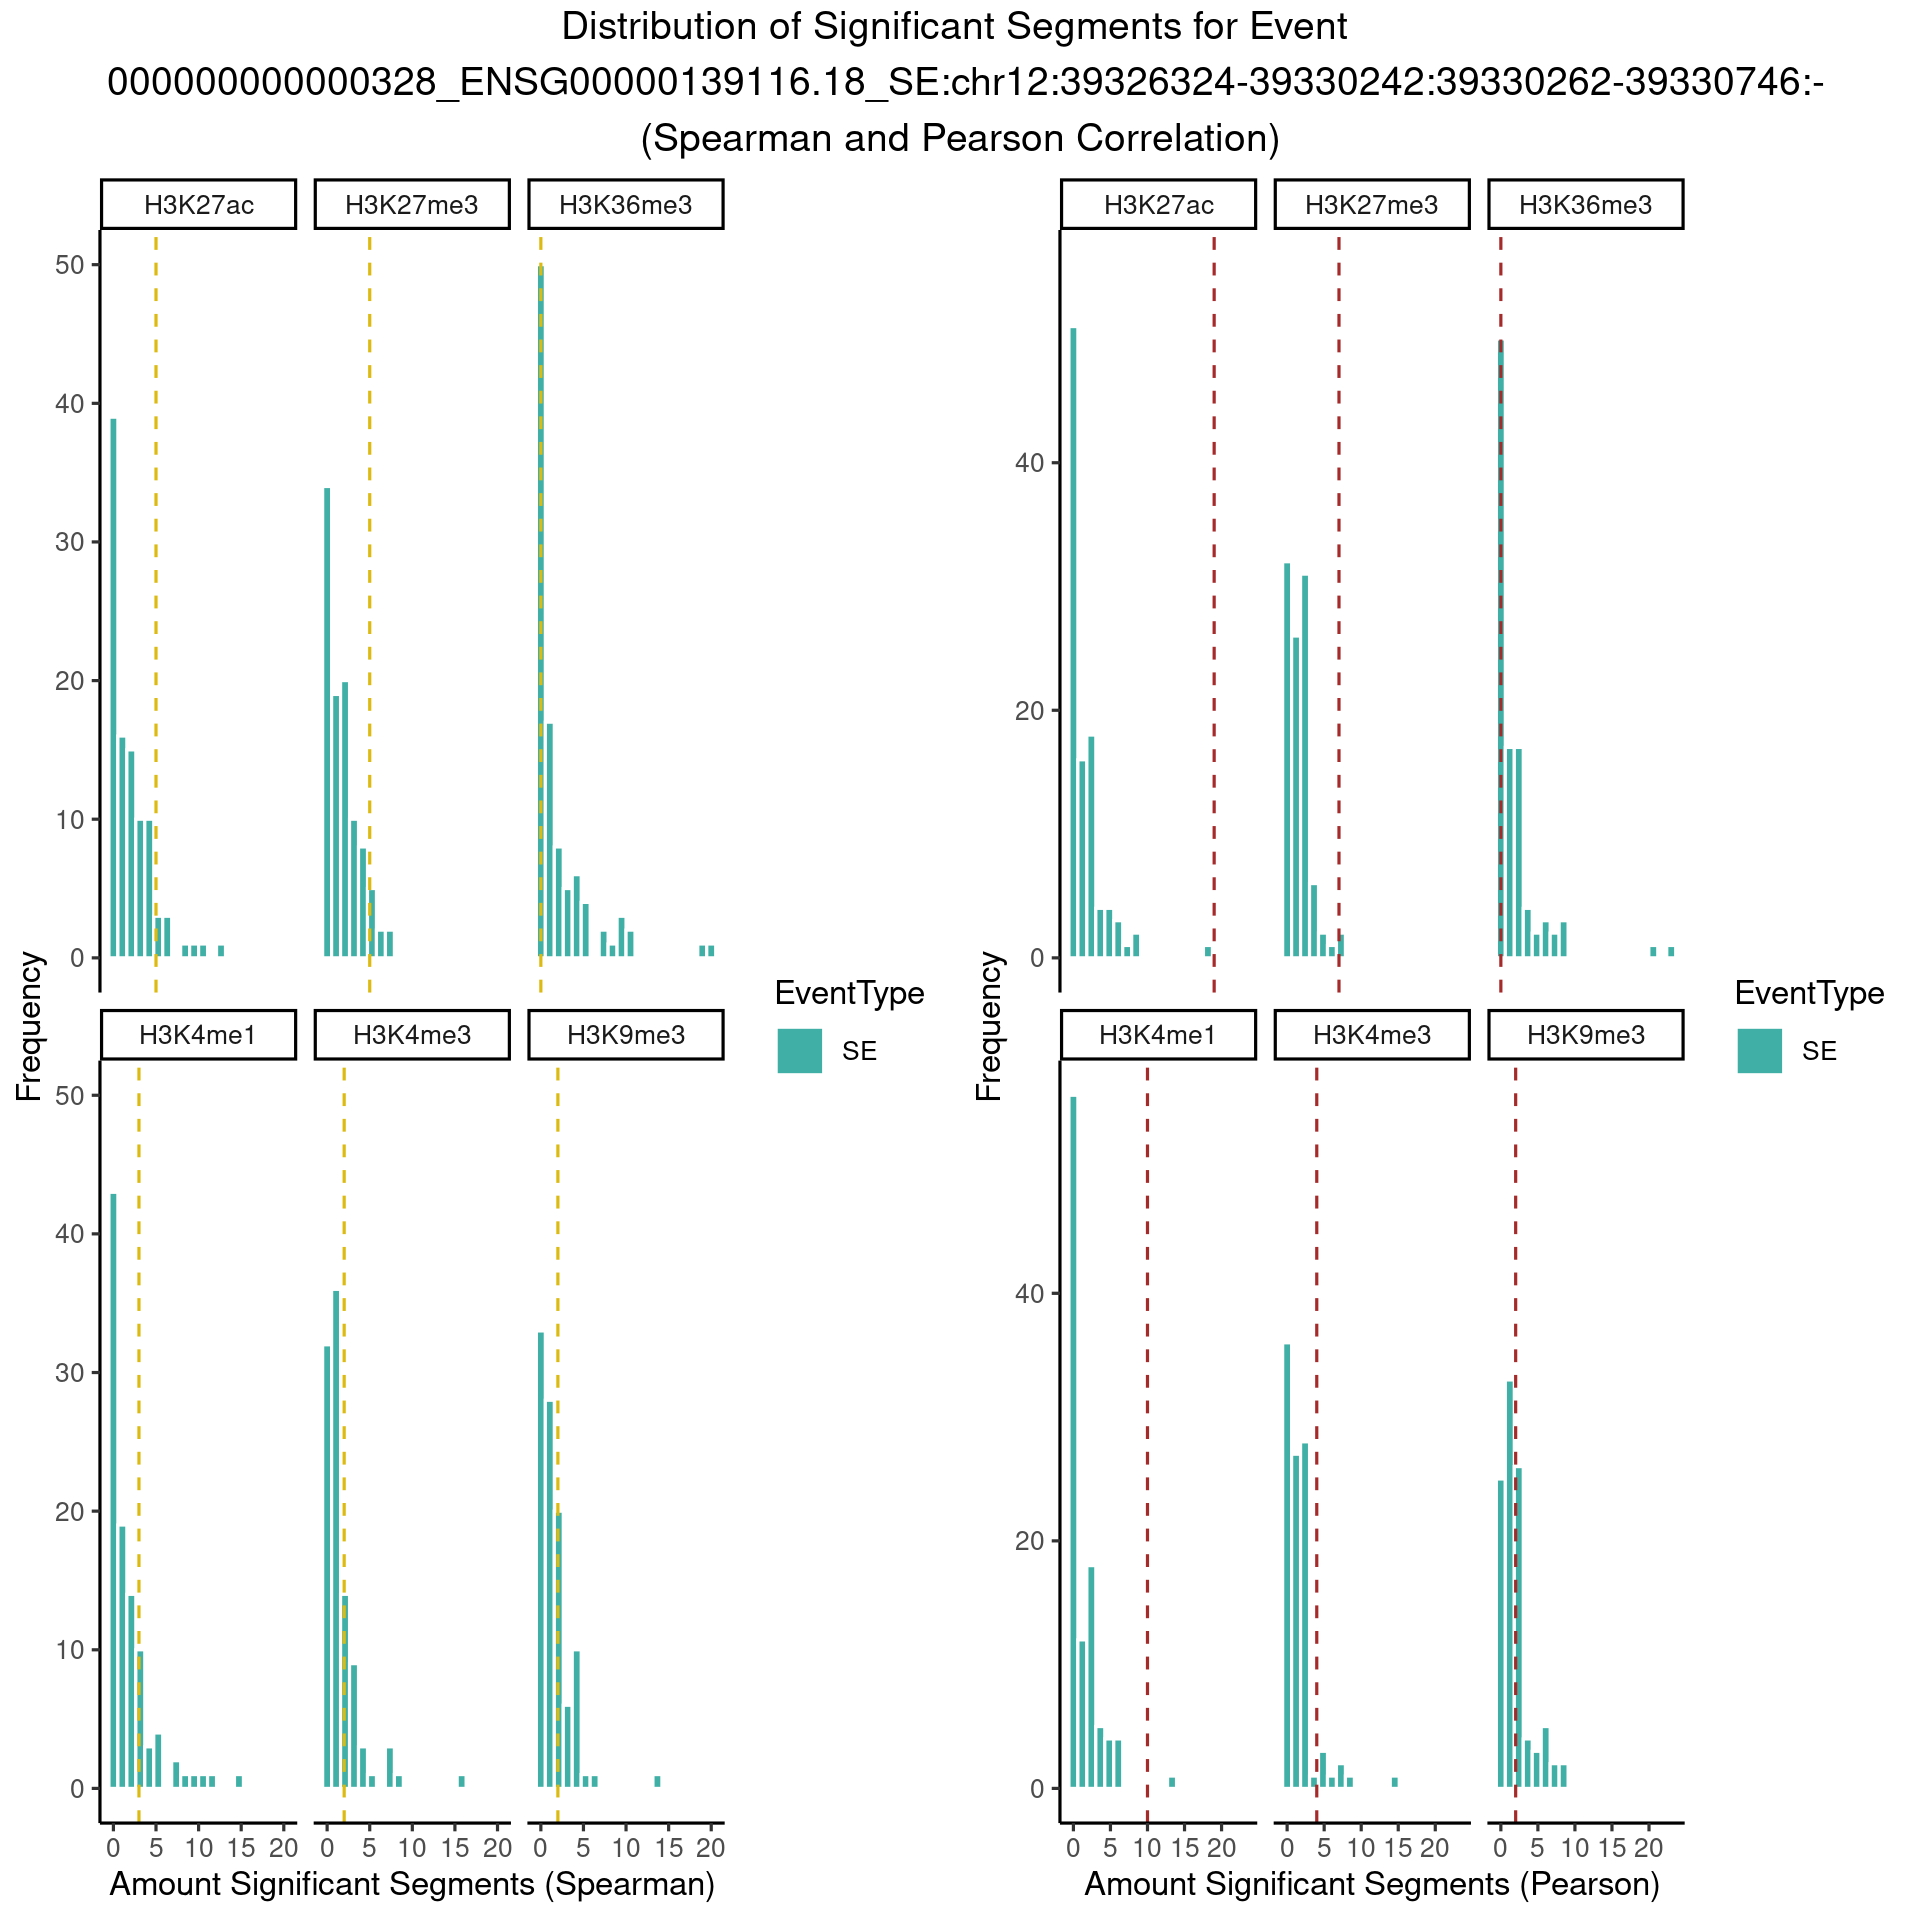 Distribution of Significant Segments for Event
000000000000328_ENSG00000139116.18_SE:chr12:39326324-39330242:39330262-39330746:-
(Spearman and Pearson Correlation)
H3K27ac H3K27me3 H3K36me3
50
40
30
20
10
0
H3K4me1 H3K4me3 H3K9me3
50
40
30
20
10
0
0 5 10 15 20 0 5 10 15 20 0 5 10 15 20
Frequency
Amount Significant Segments (Spearman)
EventType
SE
H3K27ac H3K27me3 H3K36me3
40
20
0
H3K4me1 H3K4me3 H3K9me3
40
20
0
0 5 10 15 20 0 5 10 15 20 0 5 10 15 20
Frequency
Amount Significant Segments (Pearson)
EventType
SE